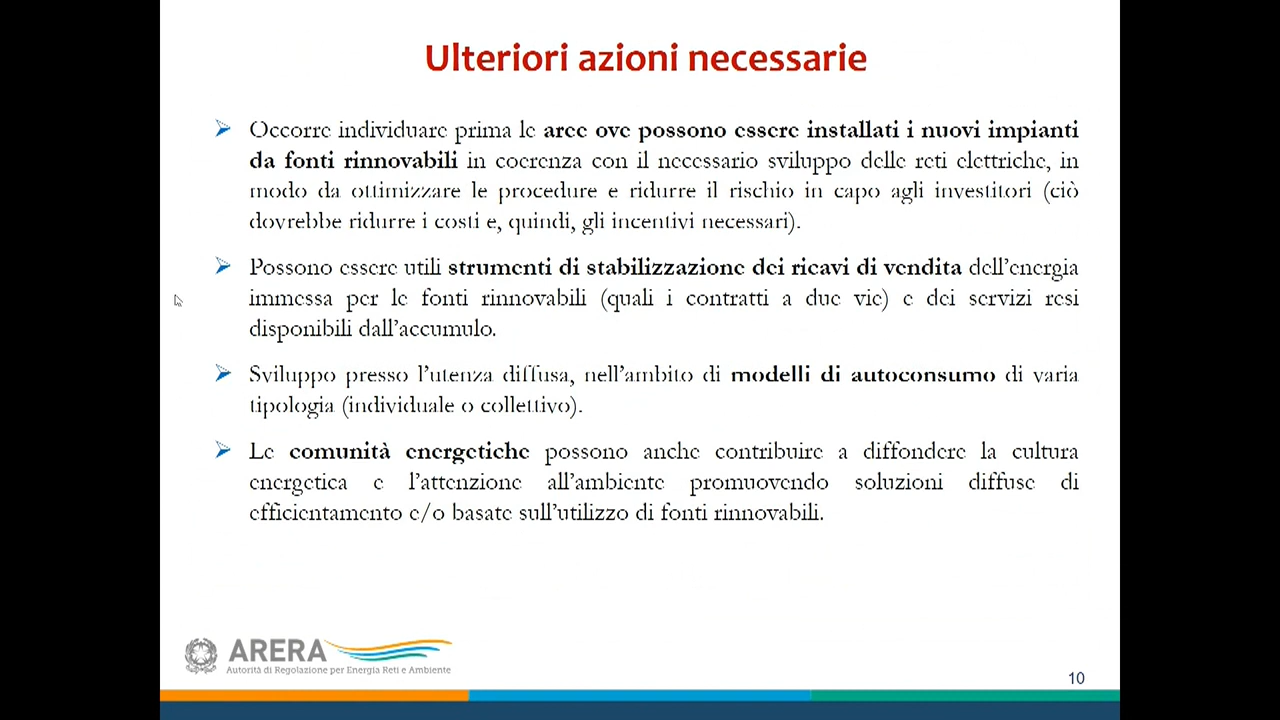 Ulteriori azioni necessarie
Occorre individuare prima le aree ove possono essere installati i nuovi impianti
da fonti rinnovabili in coerenza con il necessario sviluppo delle reti elettriche, in
modo da ottimizzare le procedure e ridurre il rischio in capo agli investitori (ciò
dovrebbe ridurre i costi e, quindi, gli incentivi necessari).
Possono essere utili strumenti di stabilizzazione dei ricavi di vendita dell'energia
immessa per le fonti rinnovabili (quali i contratti a due vie) e dei servizi resi
disponibili dall'accumulo.
Sviluppo presso l'utenza diffusa, nell'ambito di modelli di autoconsumo di varia
tipologia (individuale o collettivo).
Le comunità energetiche possono anche contribuire a diffondere la cultura
energetica e l'attenzione all'ambiente promuovendo soluzioni diffuse di
efficientamento e/o basate sull'utilizzo di fonti rinnovabili.
ARERA
Autorità di Regolazione per Energia Reti e Ambiente
10